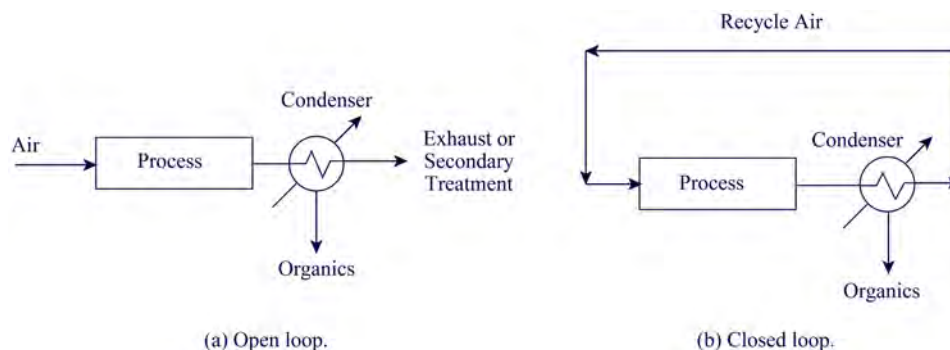 Air
Process
Condenser
Exhaust or
Secondary
Treatment
Organics
(a) Open loop.
Recycle Air
Process
Condenser
Organics
(b) Closed loop.